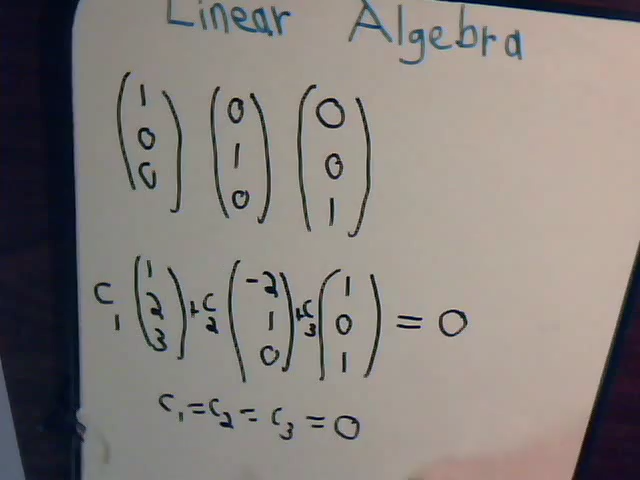 Linear Algebra
(1 0 0) (0 1 0) (0 0 1)
c₁ (1 2 3) + c₂ (-2 1 0) + c₃ (1 0 1) = 0
c₁ = c₂ = c₃ = 0